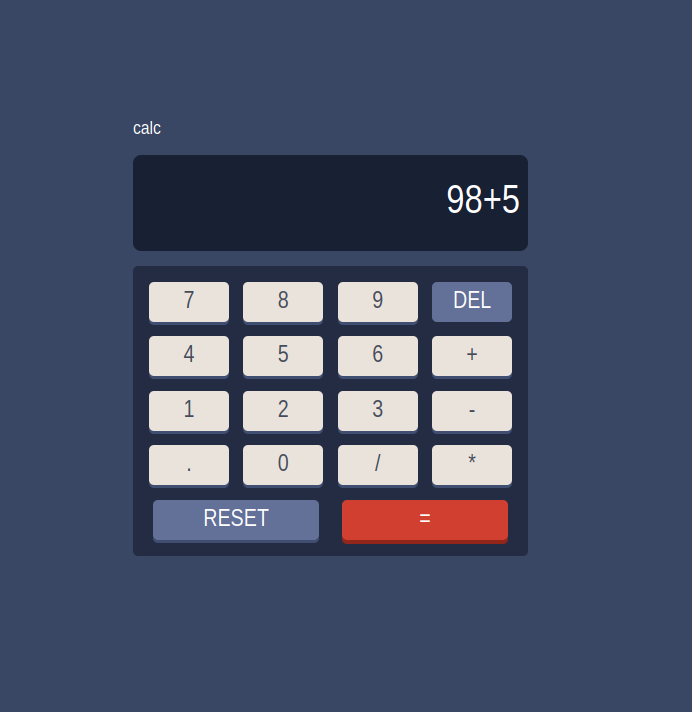 calc
98+5
7 8 9 DEL
4 5 6 +
1 2 3 -
. 0 / *
RESET =